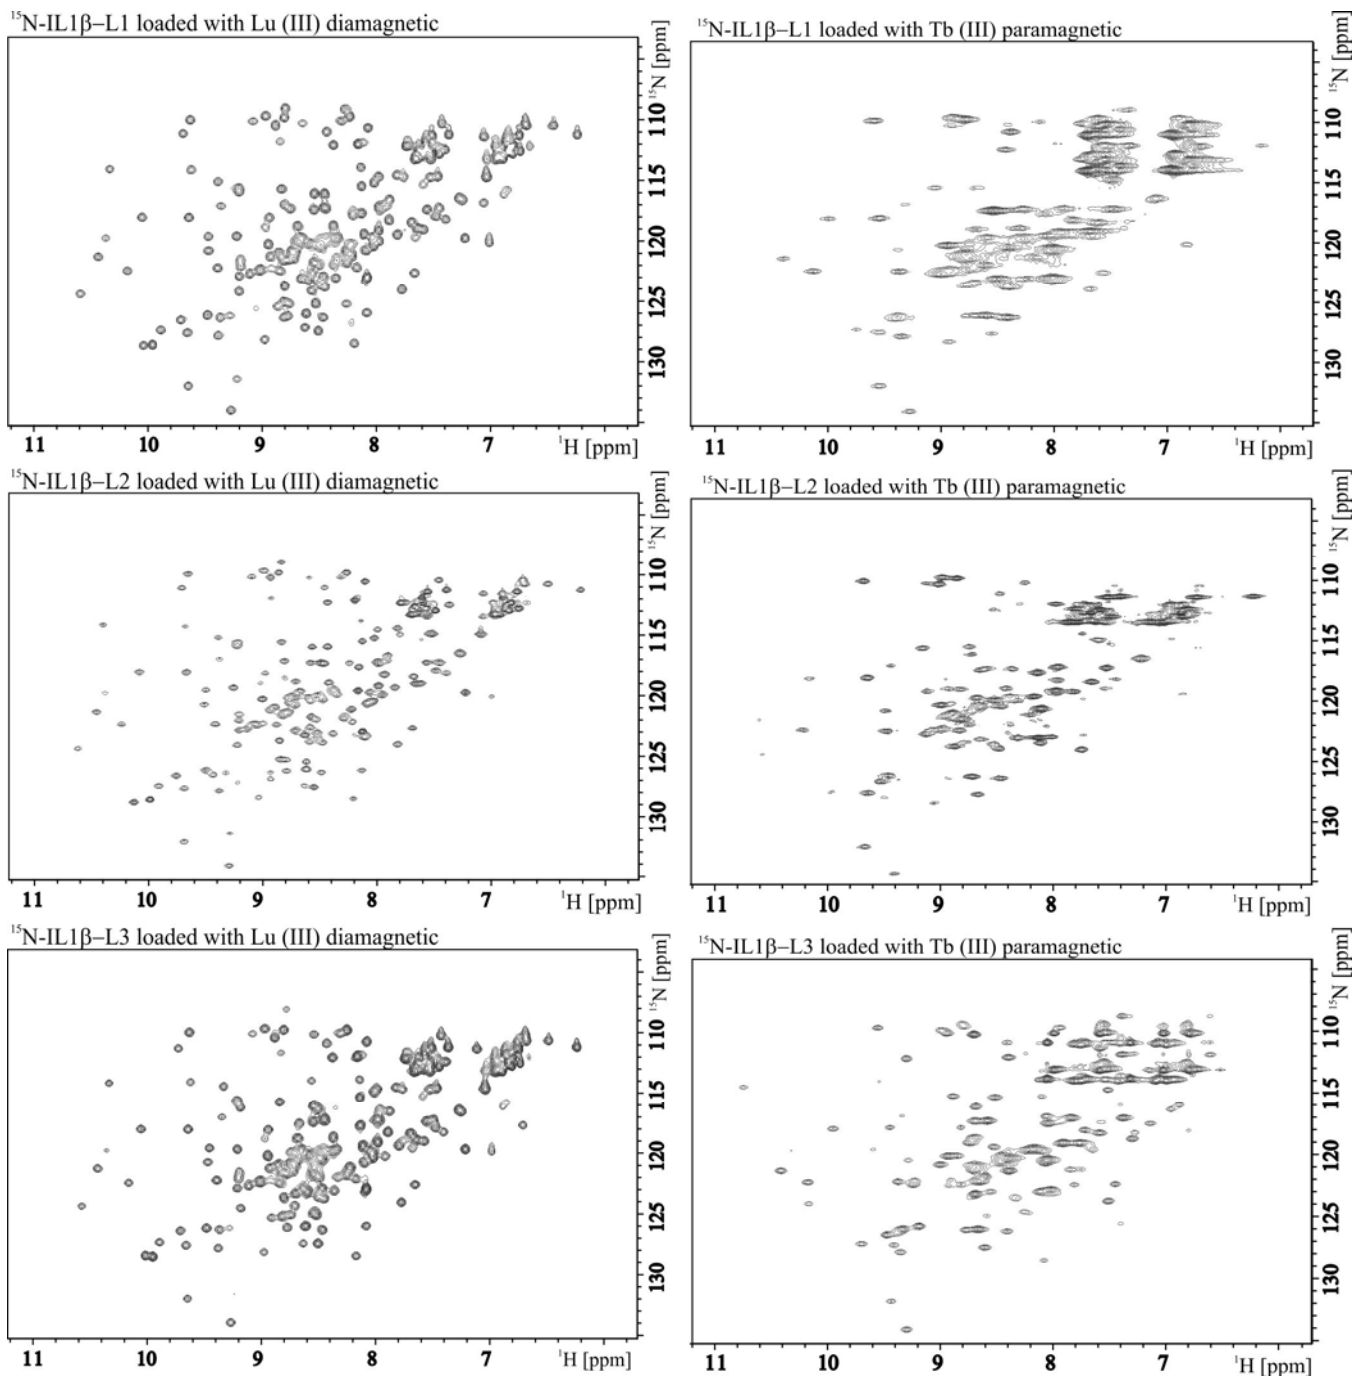 ¹⁵N-IL1β–L1 loaded with Lu (III) diamagnetic
¹⁵N [ppm]
110
115
120
125
130
11 10 9 8 7 ¹H [ppm]
¹⁵N-IL1β–L1 loaded with Tb (III) paramagnetic
¹⁵N [ppm]
110
115
120
125
130
11 10 9 8 7 ¹H [ppm]
¹⁵N-IL1β–L2 loaded with Lu (III) diamagnetic
¹⁵N [ppm]
110
115
120
125
130
11 10 9 8 7 ¹H [ppm]
¹⁵N-IL1β–L2 loaded with Tb (III) paramagnetic
¹⁵N [ppm]
110
115
120
125
130
11 10 9 8 7 ¹H [ppm]
¹⁵N-IL1β–L3 loaded with Lu (III) diamagnetic
¹⁵N [ppm]
110
115
120
125
130
11 10 9 8 7 ¹H [ppm]
¹⁵N-IL1β–L3 loaded with Tb (III) paramagnetic
¹⁵N [ppm]
110
115
120
125
130
11 10 9 8 7 ¹H [ppm]